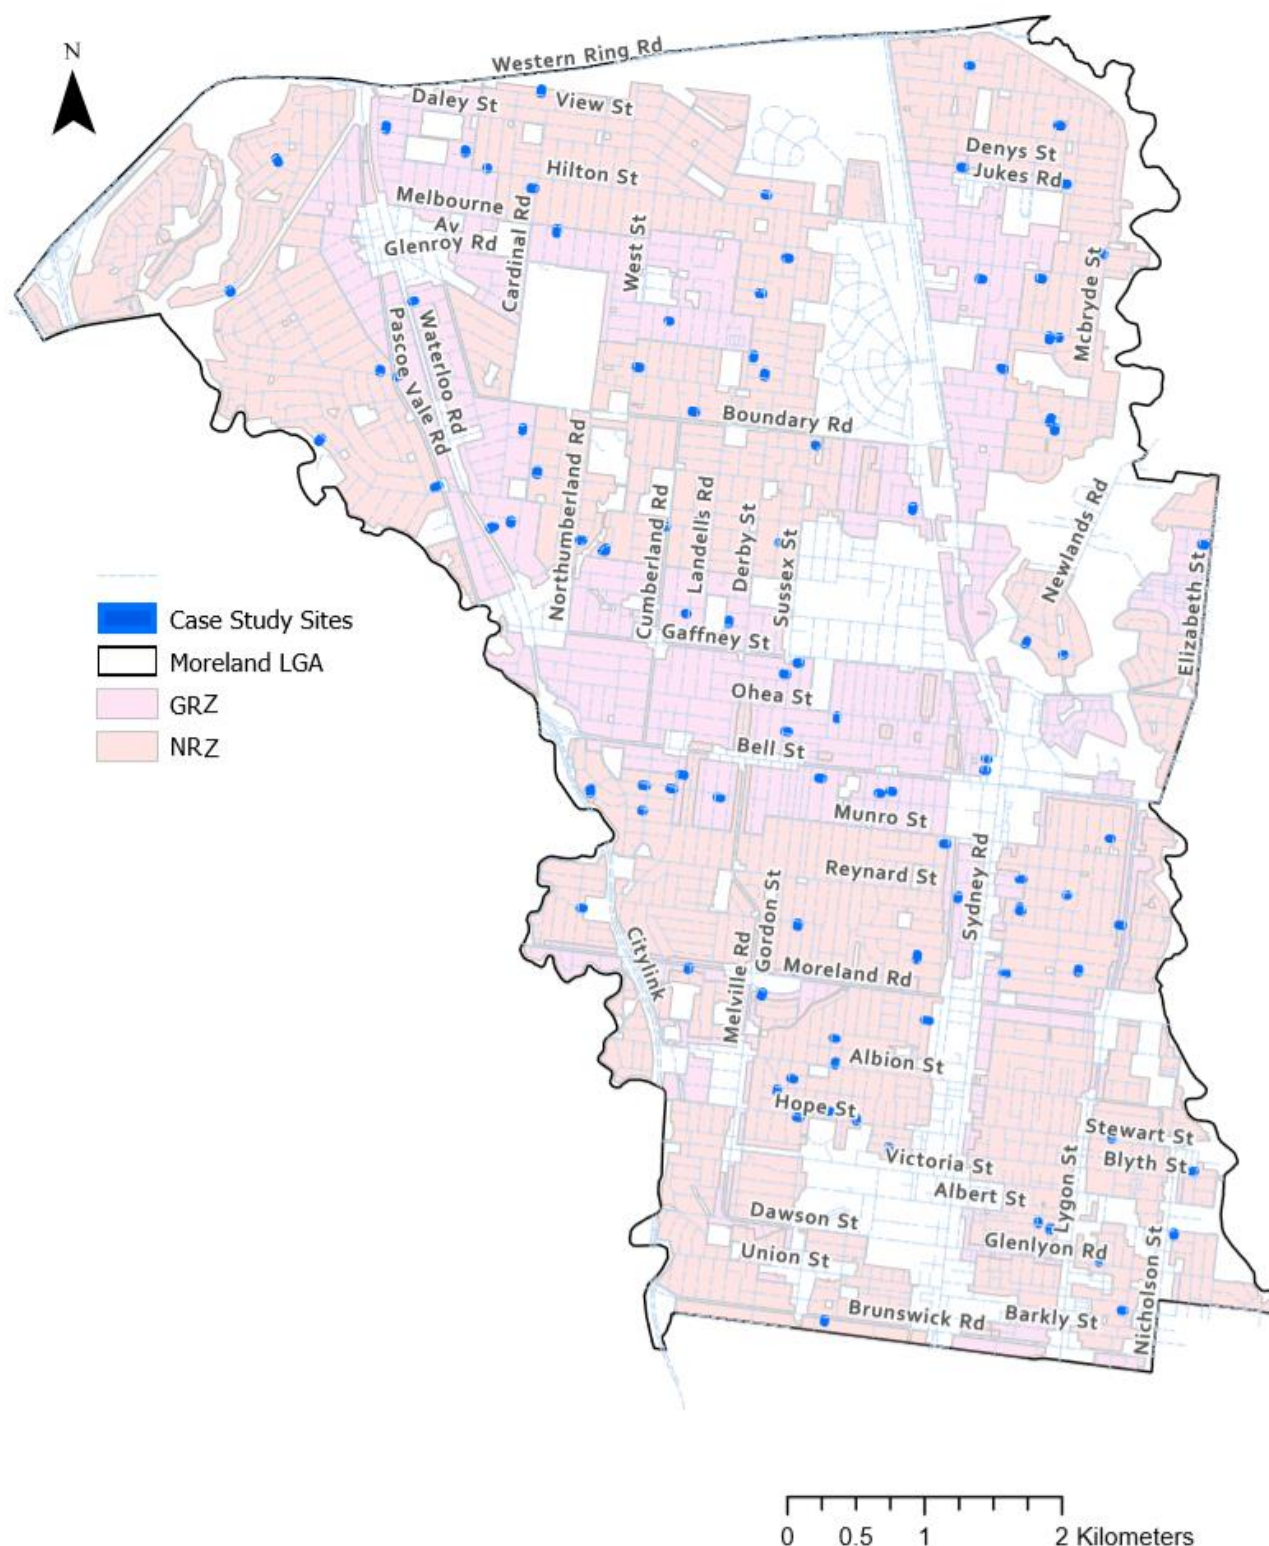 N
Western Ring Rd
Daley St
View St
Denys St
Jukes Rd
Hilton St
Melbourne
Av
Glenroy Rd
Cardinal Rd
West St
Mcbryde St
Pascoe Vale Rd
Waterloo Rd
Boundary Rd
Northumberland Rd
Cumberland Rd
Landells Rd
Derby St
Sussex St
Newlands Rd
Elizabeth St
Case Study Sites
Moreland LGA
GRZ
NRZ
Gaffney St
Ohea St
Bell St
Munro St
Reynard St
Sydney Rd
Gordon St
Citylink
Melville Rd
Moreland Rd
Albion St
Hope St
Stewart St
Victoria St
Blyth St
Albert St
Lygon St
Dawson St
Glenlyon Rd
Union St
Nicholson St
Brunswick Rd
Barkly St
0 0.5 1 2 Kilometers